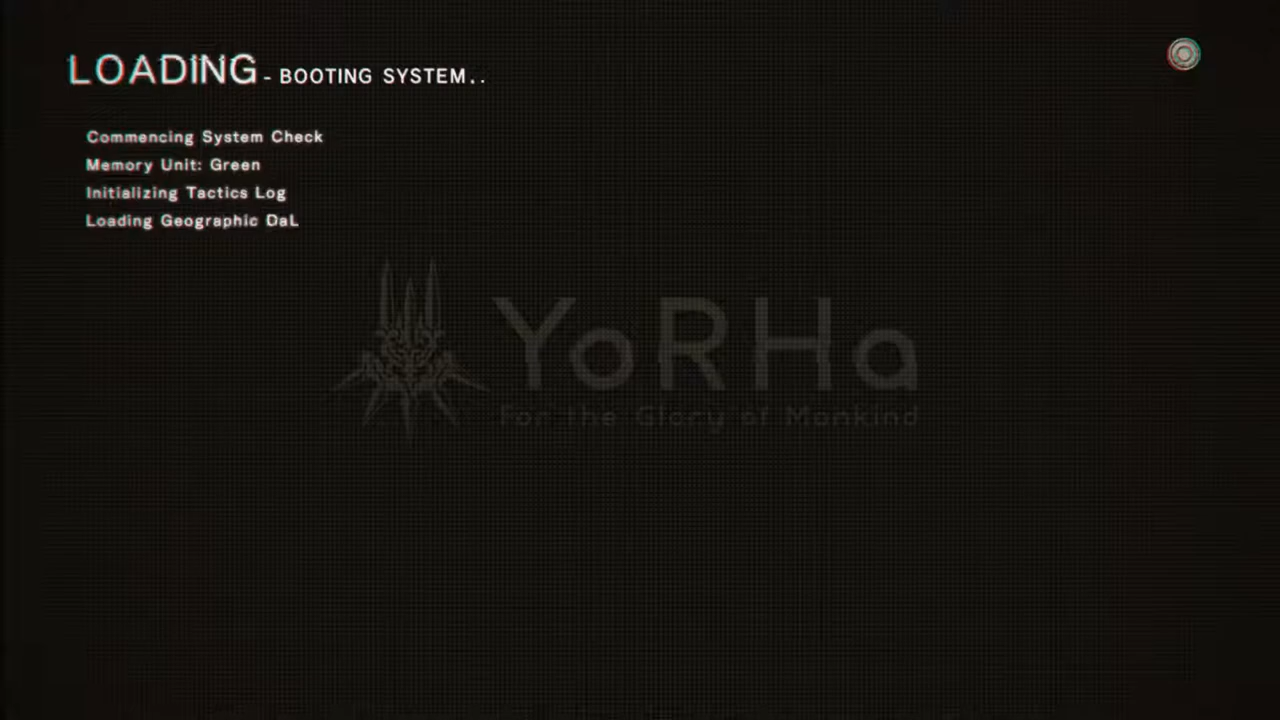 LOADING - BOOTING SYSTEM..
Commencing System Check
Memory Unit: Green
Initializing Tactics Log
Loading Geographic DaL
YoRHa
For the Glory of Mankind